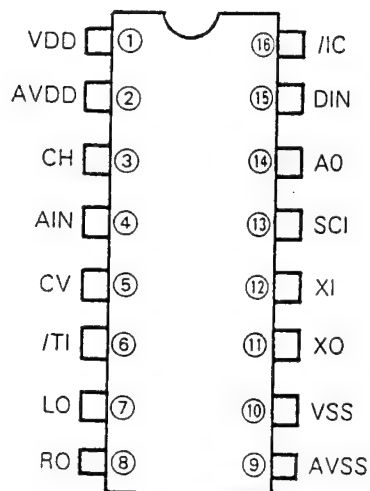 VDD ① ⑯ /IC
AVDD ② ⑮ DIN
CH ③ ⑭ A0
AIN ④ ⑬ SCI
CV ⑤ ⑫ XI
/TI ⑥ ⑪ XO
LO ⑦ ⑩ VSS
RO ⑧ ⑨ AVSS